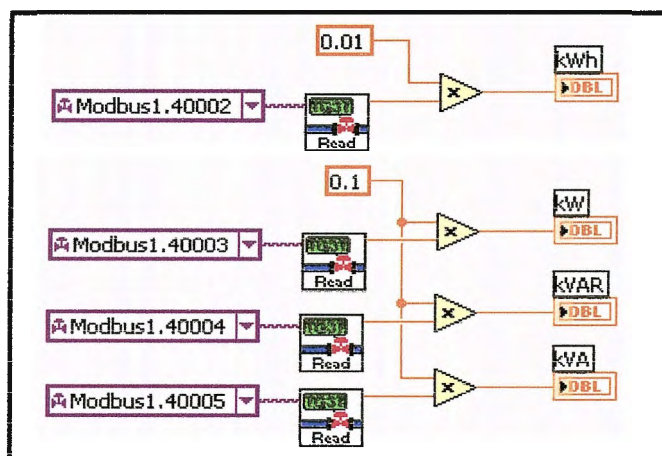 0.01
kWh
Modbus1.40002
DBL
Read
0.1
kW
Modbus1.40003
DBL
Read
kVAR
Modbus1.40004
DBL
Read
kVA
Modbus1.40005
DBL
Read